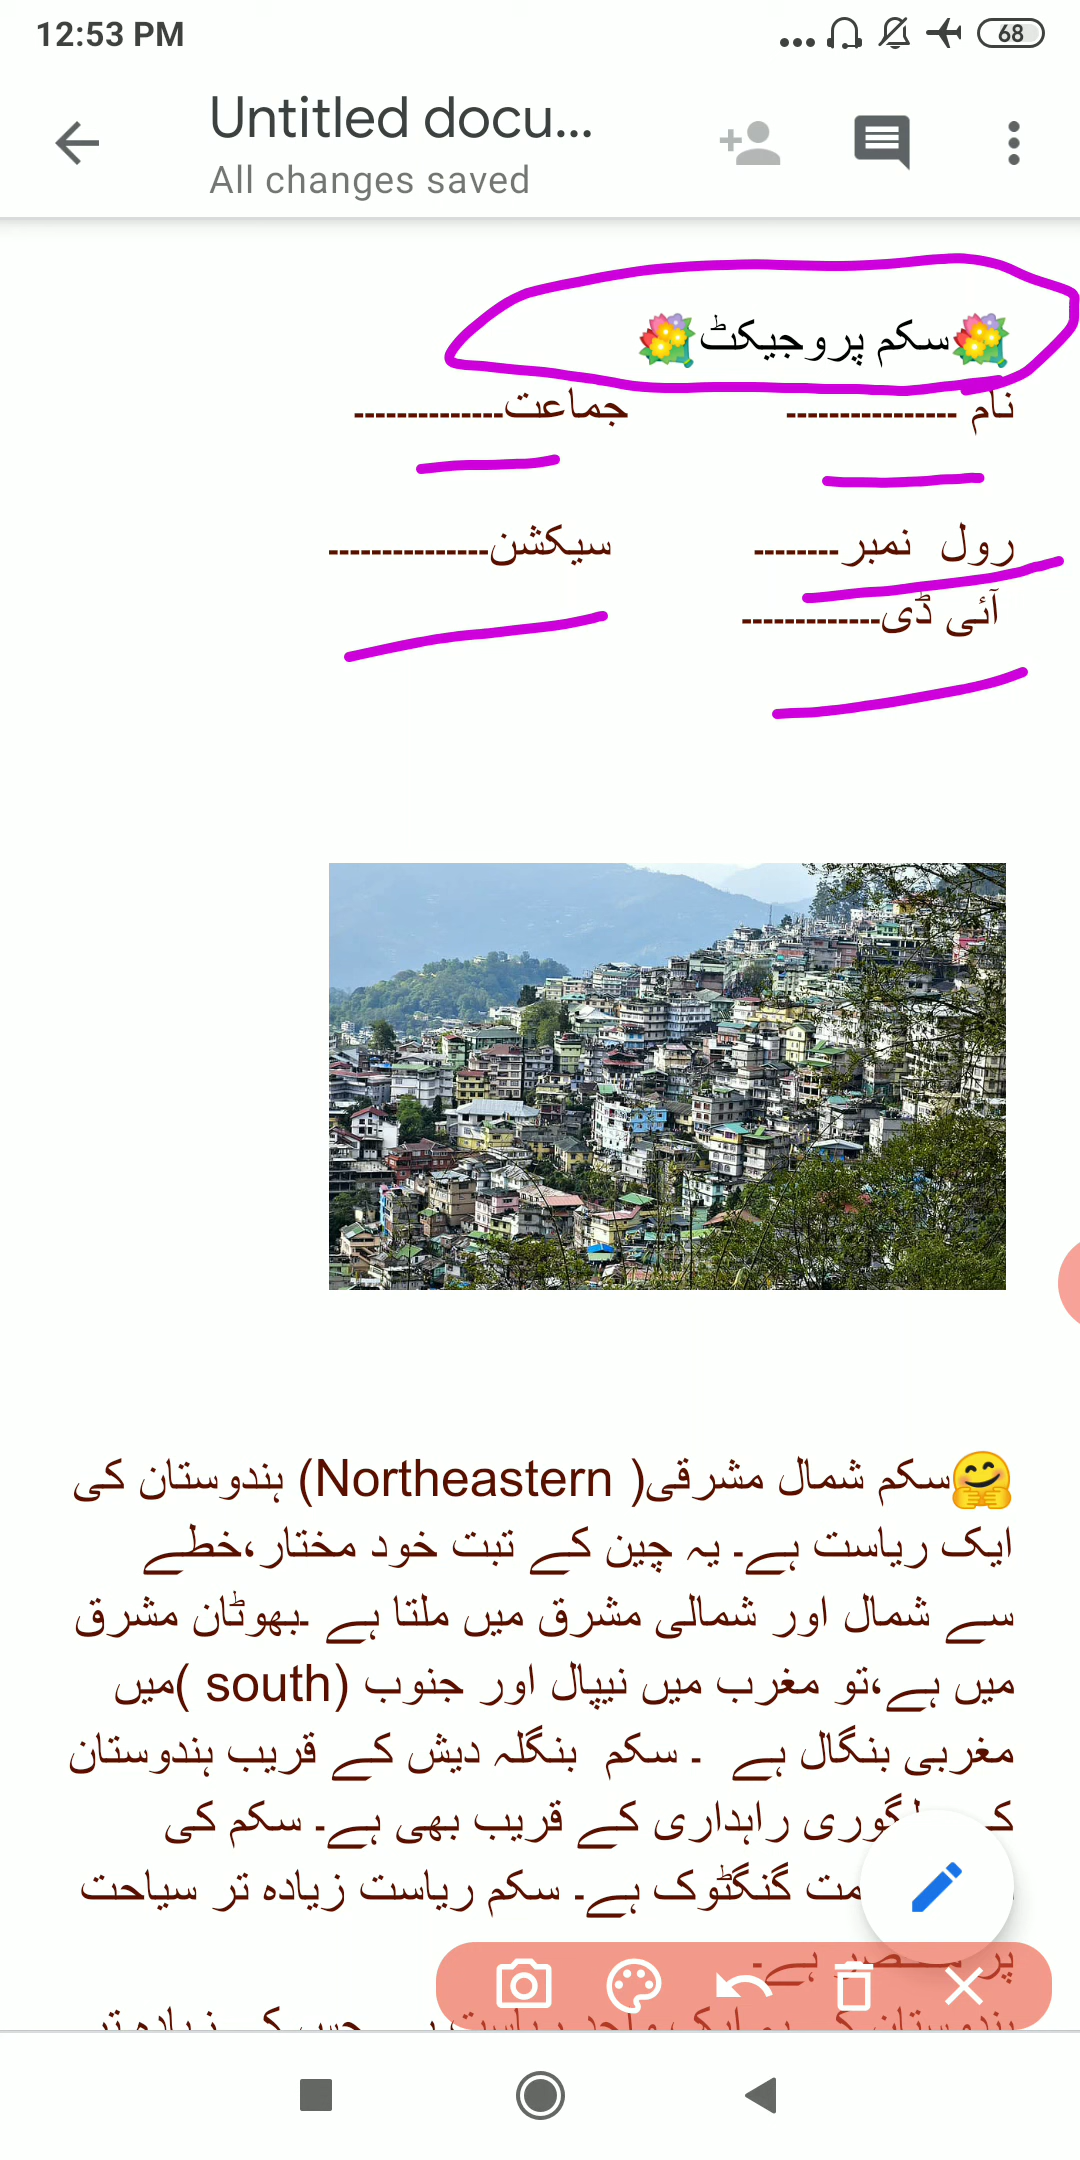 12:53 PM
68
Untitled docu...
All changes saved
💐سکم پروجیکٹ💐
نام ---------------- جماعت--------------
رول نمبر-------- سیکشن---------------
آئی ڈی-------------
🤗سکم شمال مشرقی( Northeastern) ہندوستان کی
ایک ریاست ہے۔ یہ چین کے تبت خود مختار،خطے
سے شمال اور شمالی مشرق میں ملتا ہے ۔بھوٹان مشرق
میں ہے،تو مغرب میں نیپال اور جنوب (south )میں
مغربی بنگال ہے ۔ سکم بنگلہ دیش کے قریب ہندوستان
راہداری کے قریب بھی ہے۔ سکم کی
گنگٹوک ہے۔ سکم ریاست زیادہ تر سیاحت
پر ہے۔